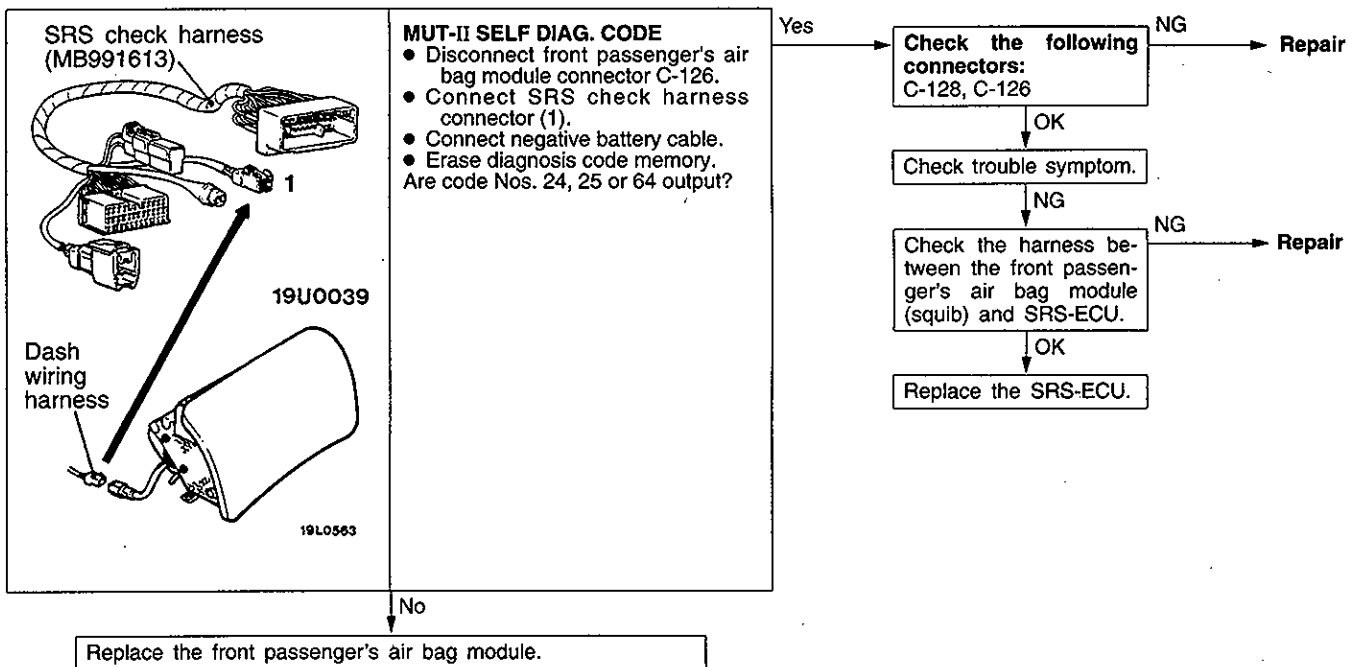 SRS check harness
(MB991613)
1
19U0039
Dash
wiring
harness
19L0563
MUT-II SELF DIAG. CODE
● Disconnect front passenger's air
bag module connector C-126.
● Connect SRS check harness
connector (1).
● Connect negative battery cable.
● Erase diagnosis code memory.
Are code Nos. 24, 25 or 64 output?
Yes
Check the following
connectors:
C-128, C-126
NG
Repair
OK
Check trouble symptom.
NG
Check the harness be-
tween the front passen-
ger's air bag module
(squib) and SRS-ECU.
NG
Repair
OK
Replace the SRS-ECU.
No
Replace the front passenger's air bag module.